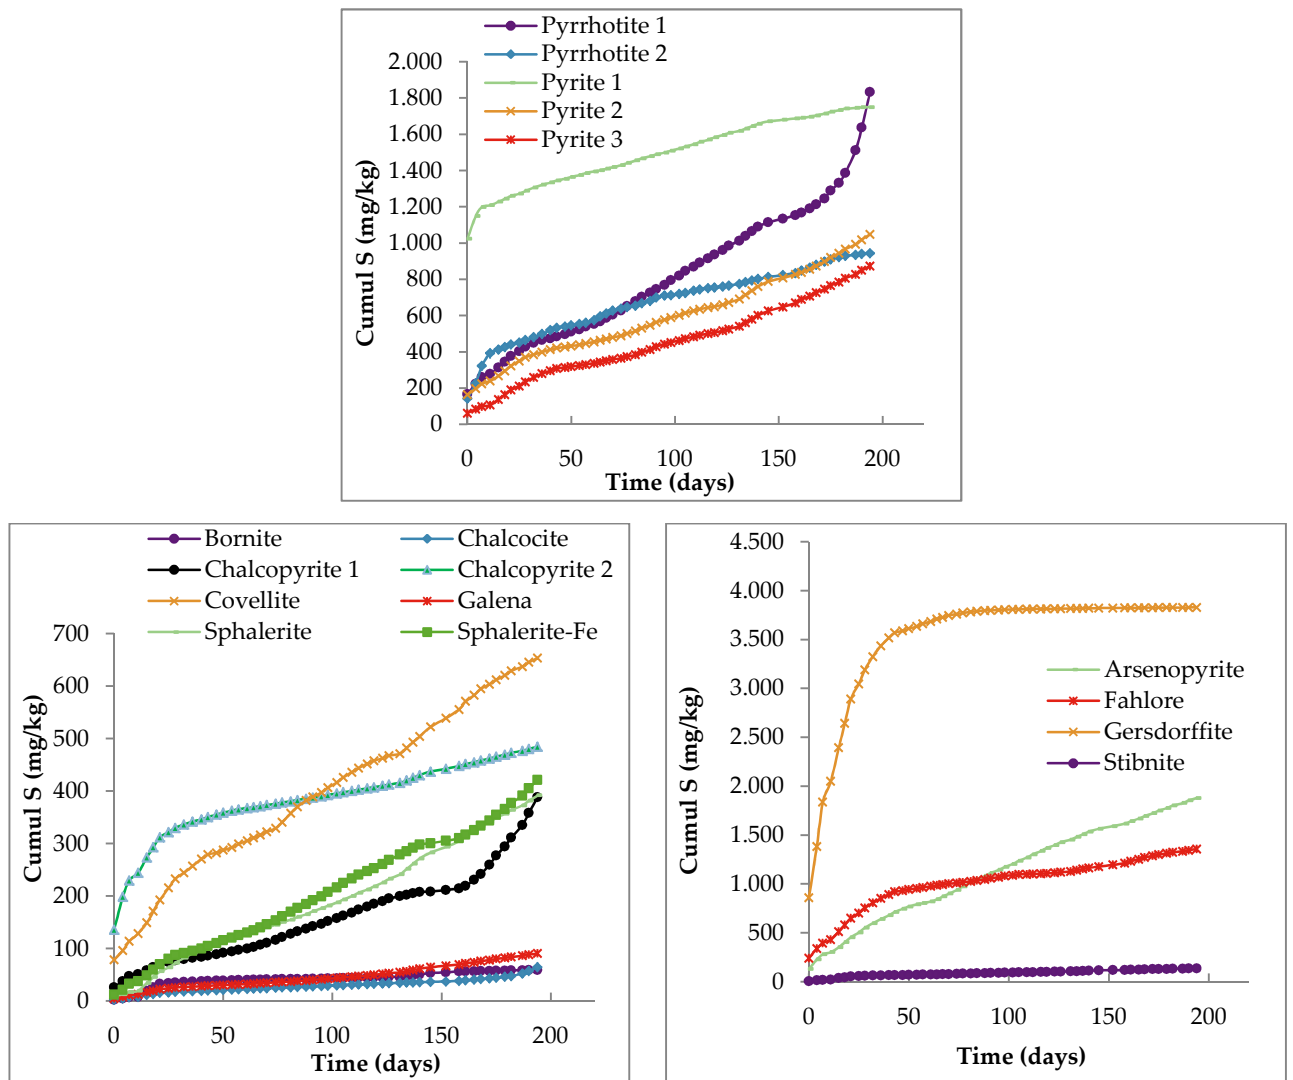 Pyrrhotite 1
Pyrrhotite 2
Pyrite 1
Pyrite 2
Pyrite 3
2.000
1.800
1.600
1.400
1.200
1.000
800
600
400
200
0
Cumul S (mg/kg)
0 50 100 150 200
Time (days)
Bornite Chalcocite
Chalcopyrite 1 Chalcopyrite 2
Covellite Galena
Sphalerite Sphalerite-Fe
700
600
500
400
300
200
100
0
Cumul S (mg/kg)
0 50 100 150 200
Time (days)
4.500
4.000
3.500
3.000
2.500
2.000
1.500
1.000
500
0
Cumul S (mg/kg)
Arsenopyrite
Fahlore
Gersdorffite
Stibnite
0 50 100 150 200
Time (days)